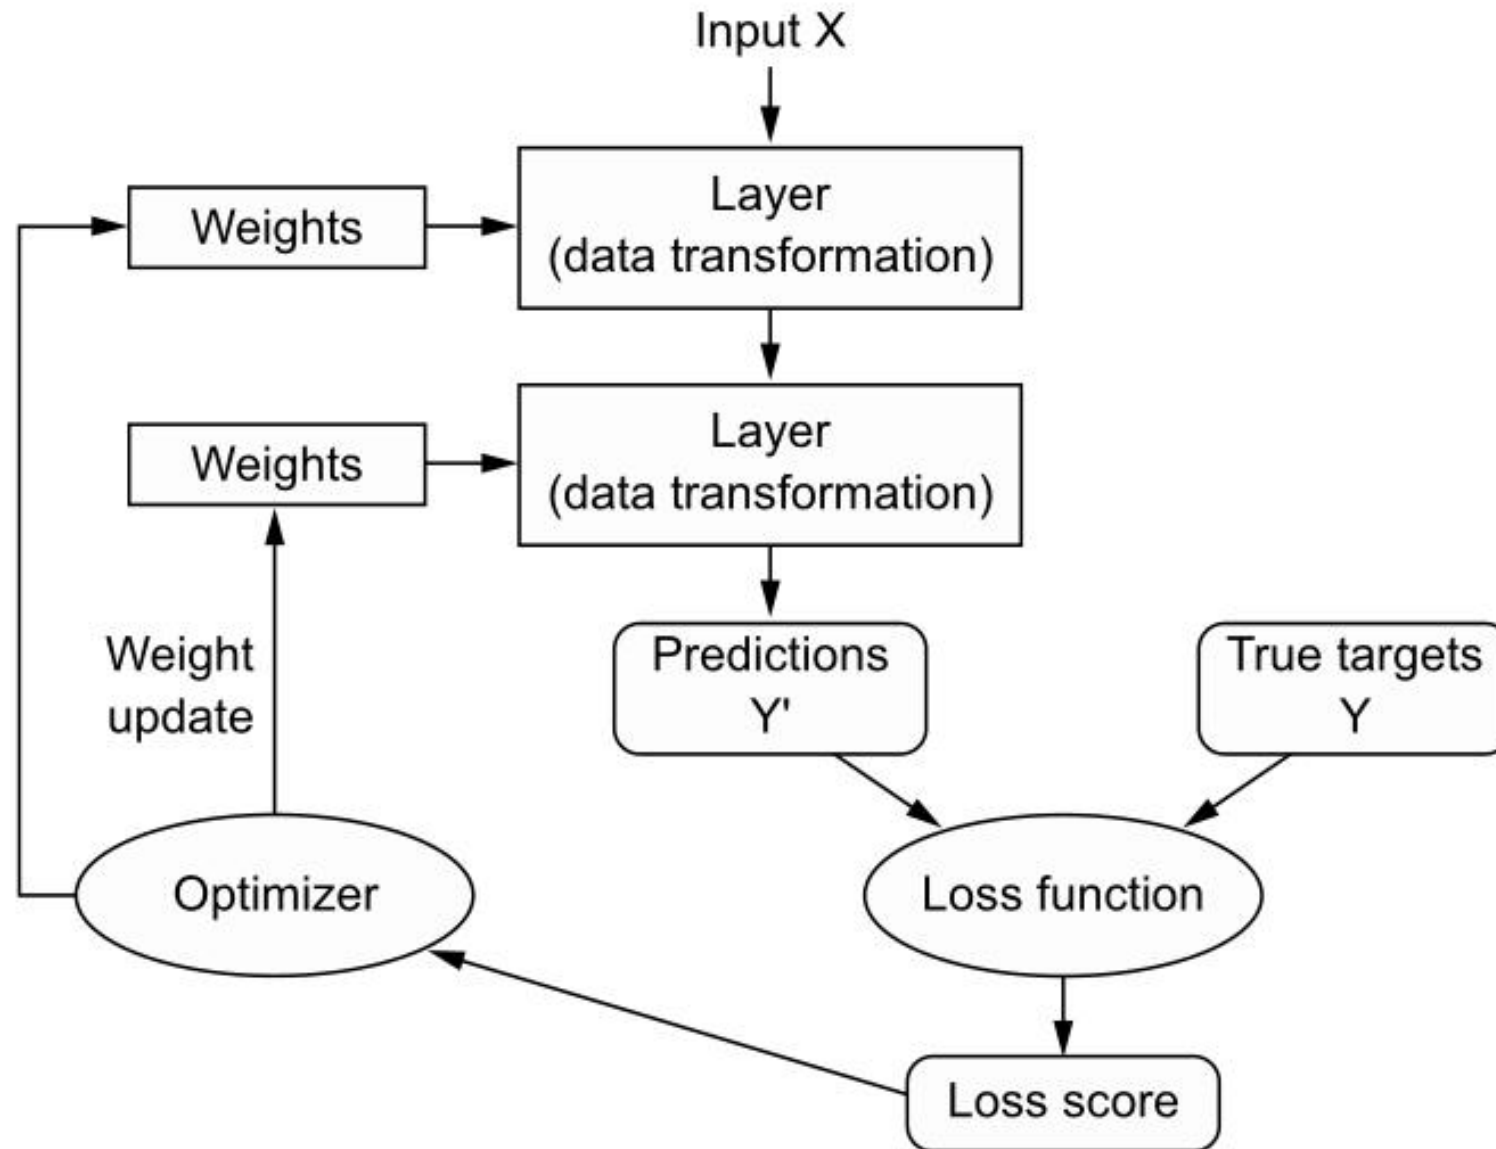 Input X
Weights
Layer
(data transformation)
Weights
Layer
(data transformation)
Weight
update
Predictions
Y'
True targets
Y
Optimizer
Loss function
Loss score